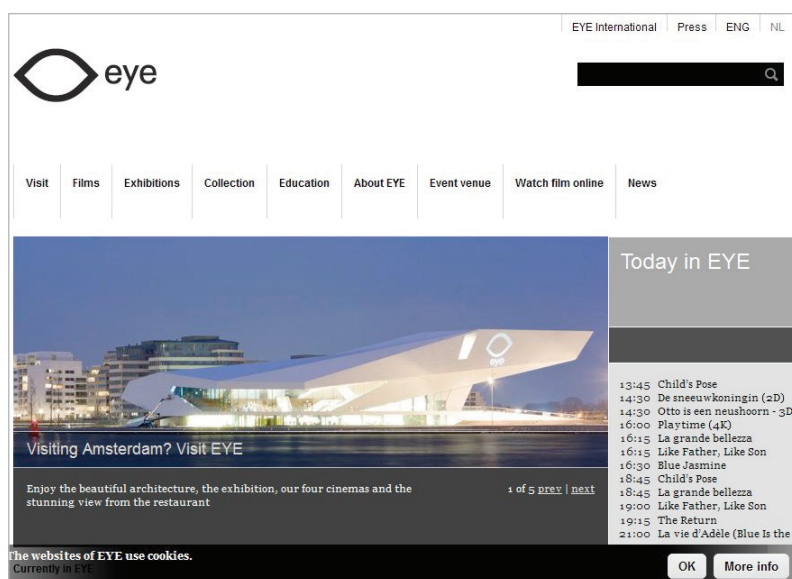 EYE International Press ENG NL
eye
Visit Films Exhibitions Collection Education About EYE Event venue Watch film online News
eye
Visiting Amsterdam? Visit EYE
Enjoy the beautiful architecture, the exhibition, our four cinemas and the
stunning view from the restaurant
1 of 5 prev | next
Today in EYE
13:45 Child's Pose
14:30 De sneeuwkoningin (2D)
14:30 Otto is een neushoorn - 3D
16:00 Playtime (4K)
16:15 La grande bellezza
16:15 Like Father, Like Son
16:30 Blue Jasmine
18:45 Child's Pose
18:45 La grande bellezza
19:00 Like Father, Like Son
19:15 The Return
21:00 La vie d'Adèle (Blue Is the
The websites of EYE use cookies.
Currently in EYE
OK More info